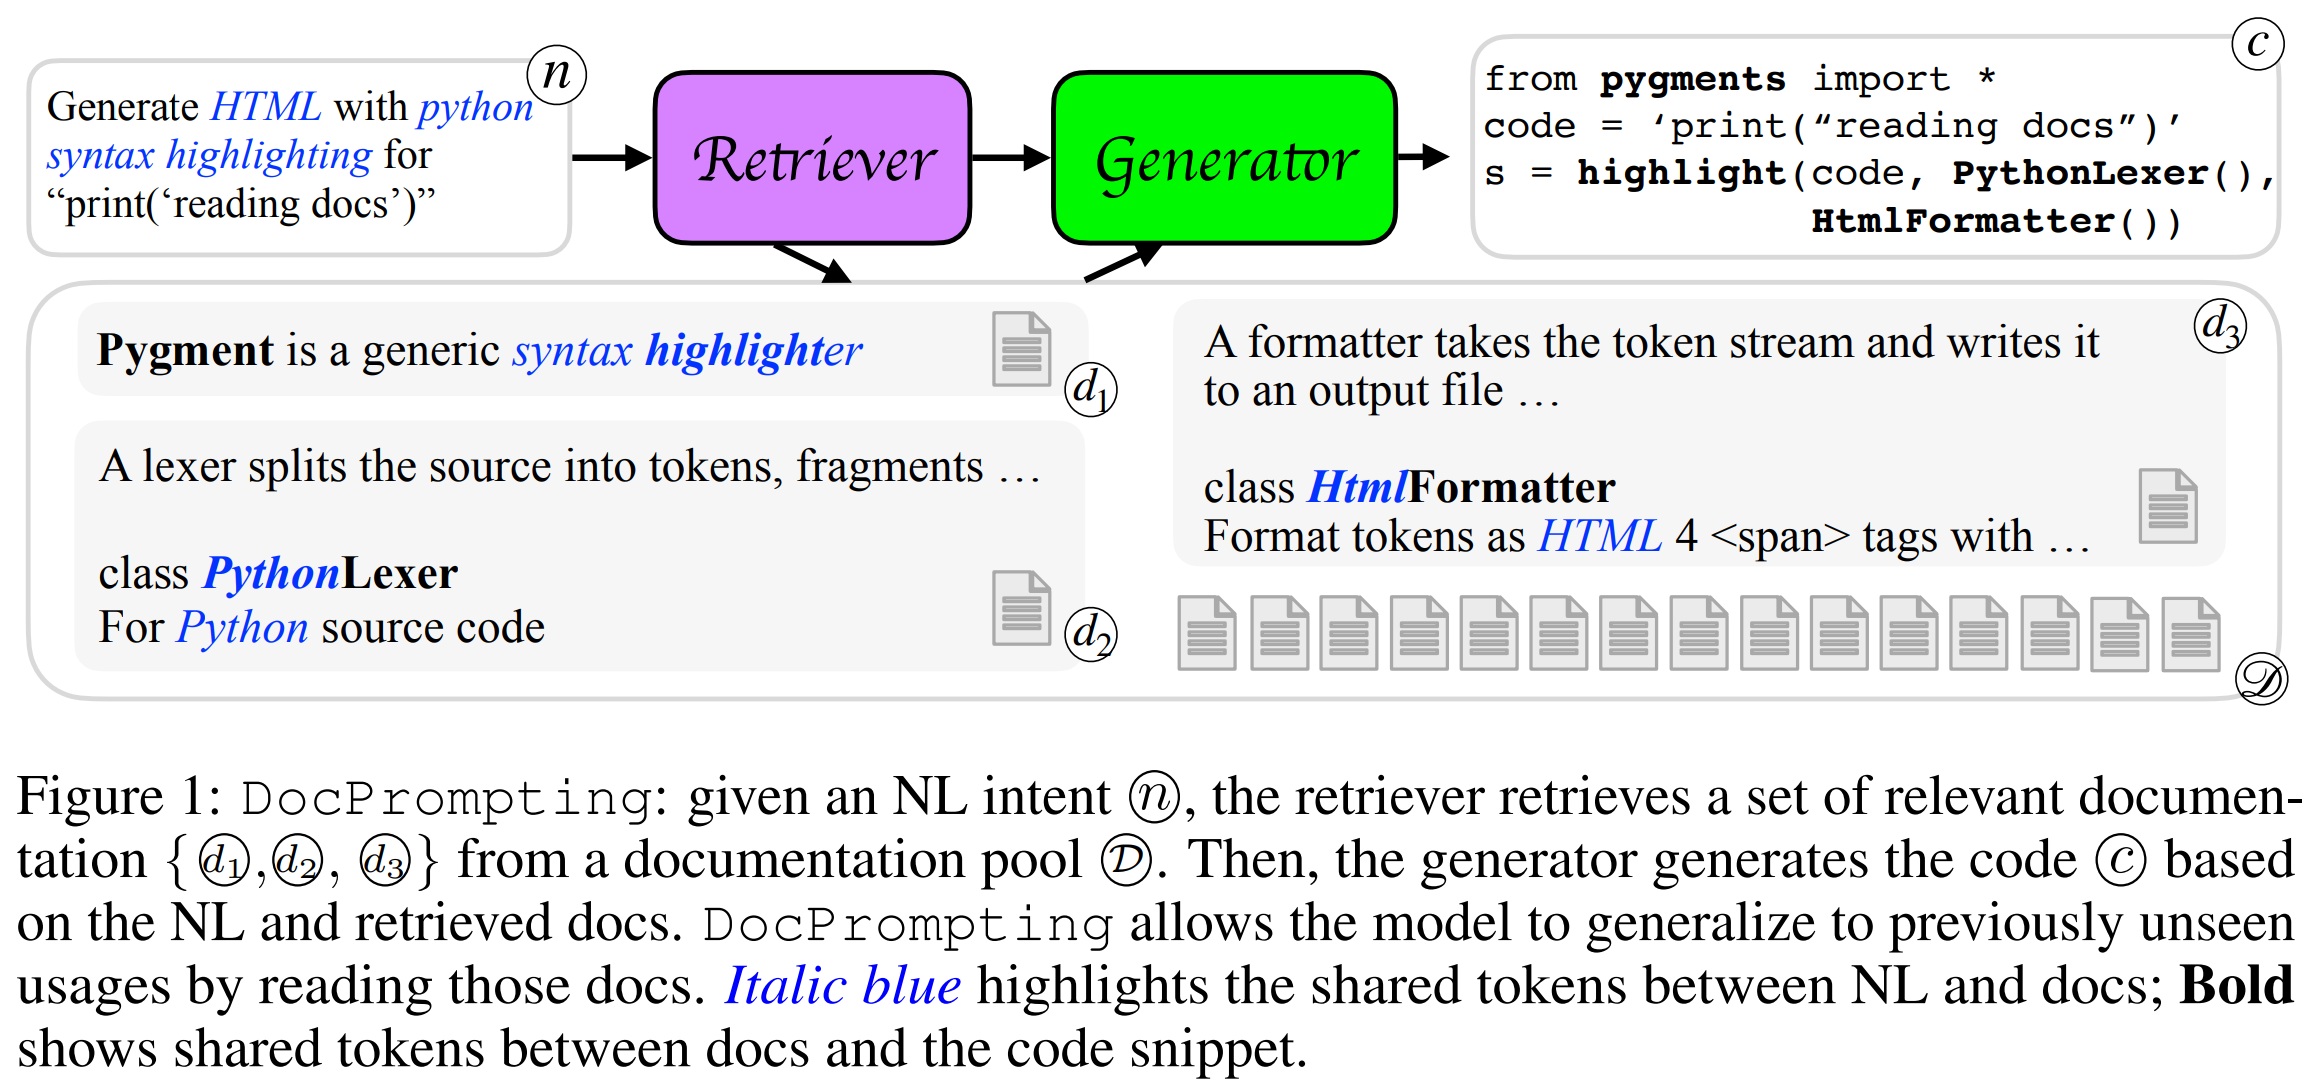 n
Generate HTML with python
syntax highlighting for
“print(‘reading docs’)”
Retriever
Generator
c
from pygments import *
code = ‘print(“reading docs”)’
s = highlight(code, PythonLexer(),
HtmlFormatter())
Pygment is a generic syntax highlighter
d1
A lexer splits the source into tokens, fragments …
class PythonLexer
For Python source code
d2
d3
A formatter takes the token stream and writes it
to an output file …
class HtmlFormatter
Format tokens as HTML 4 <span> tags with …
𝒟
Figure 1: DocPrompting: given an NL intent ⓝ, the retriever retrieves a set of relevant documen-
tation {d1, d2, d3} from a documentation pool 𝒟. Then, the generator generates the code ⓒ based
on the NL and retrieved docs. DocPrompting allows the model to generalize to previously unseen
usages by reading those docs. Italic blue highlights the shared tokens between NL and docs; Bold
shows shared tokens between docs and the code snippet.